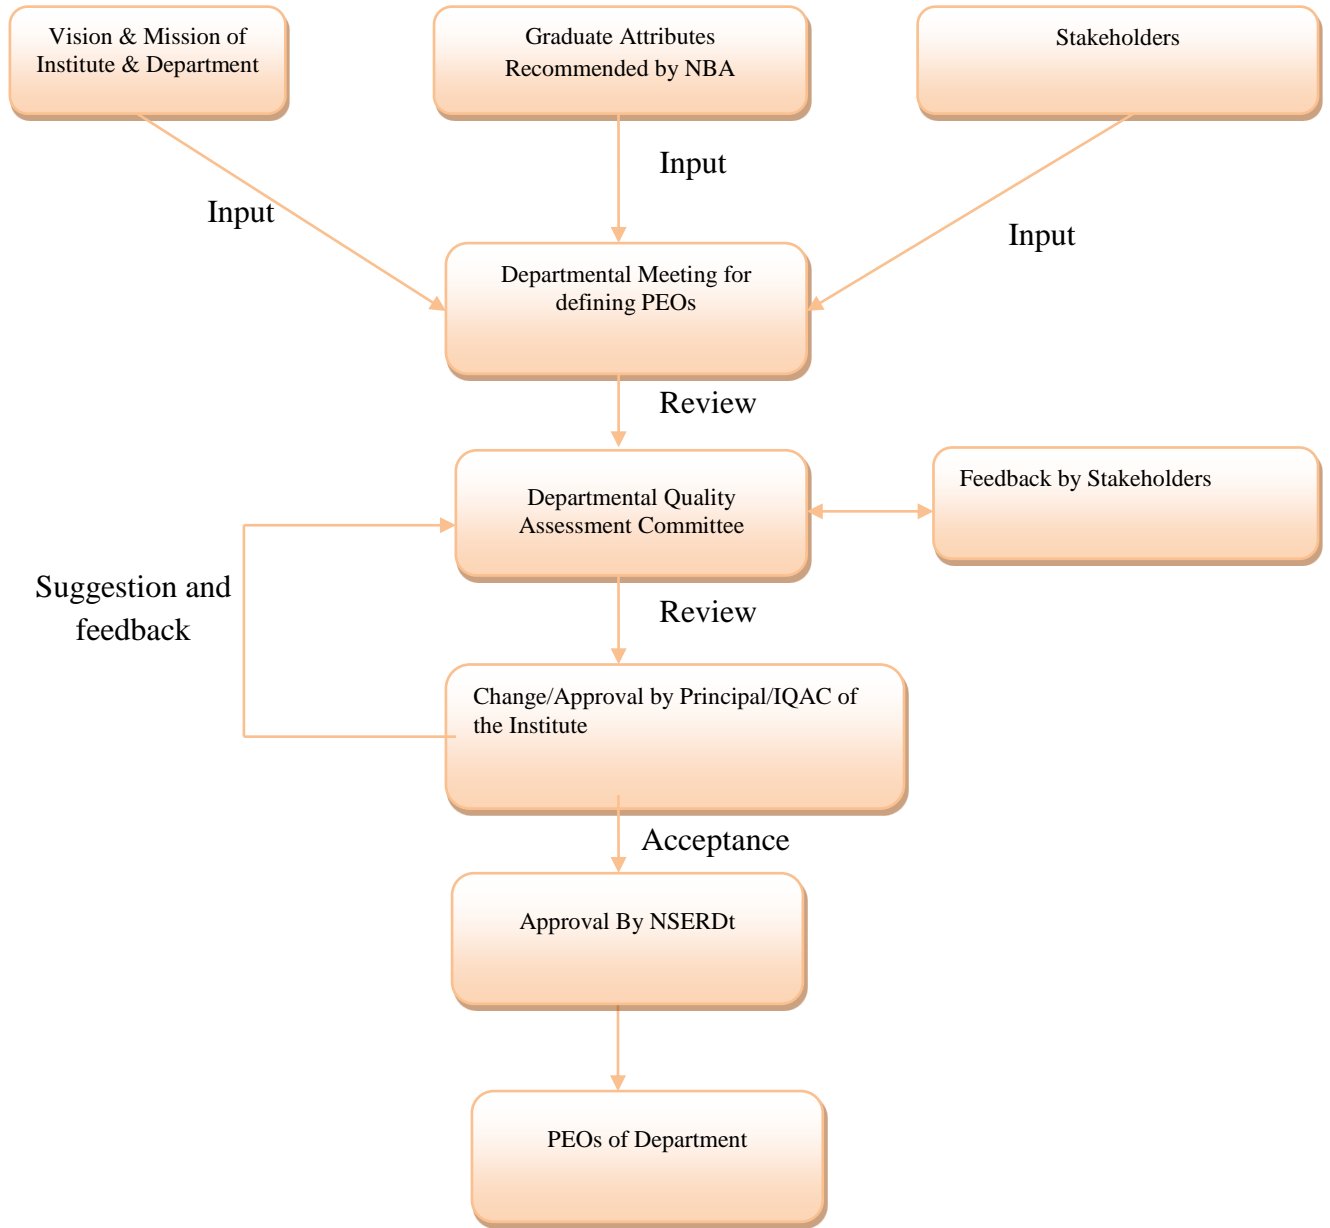 Vision & Mission of
Institute & Department
Graduate Attributes
Recommended by NBA
Stakeholders
Input
Input
Input
Departmental Meeting for
defining PEOs
Review
Departmental Quality
Assessment Committee
Feedback by Stakeholders
Suggestion and
feedback
Review
Change/Approval by Principal/IQAC of
the Institute
Acceptance
Approval By NSERDt
PEOs of Department